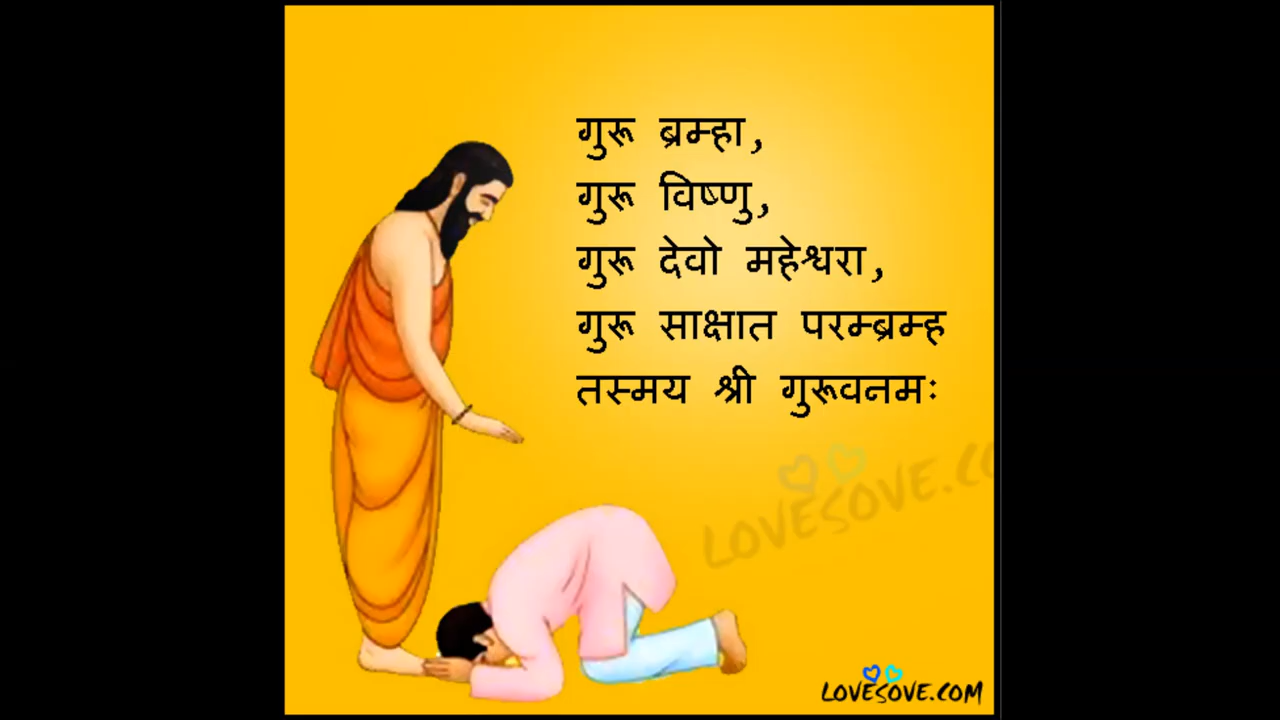 गुरू ब्रम्हा,
गुरू विष्णु,
गुरू देवो महेश्वरा,
गुरू साक्षात परम्ब्रम्ह
तस्मय श्री गुरूवनमः
LOVESOVE.CO
LOVESOVE.COM